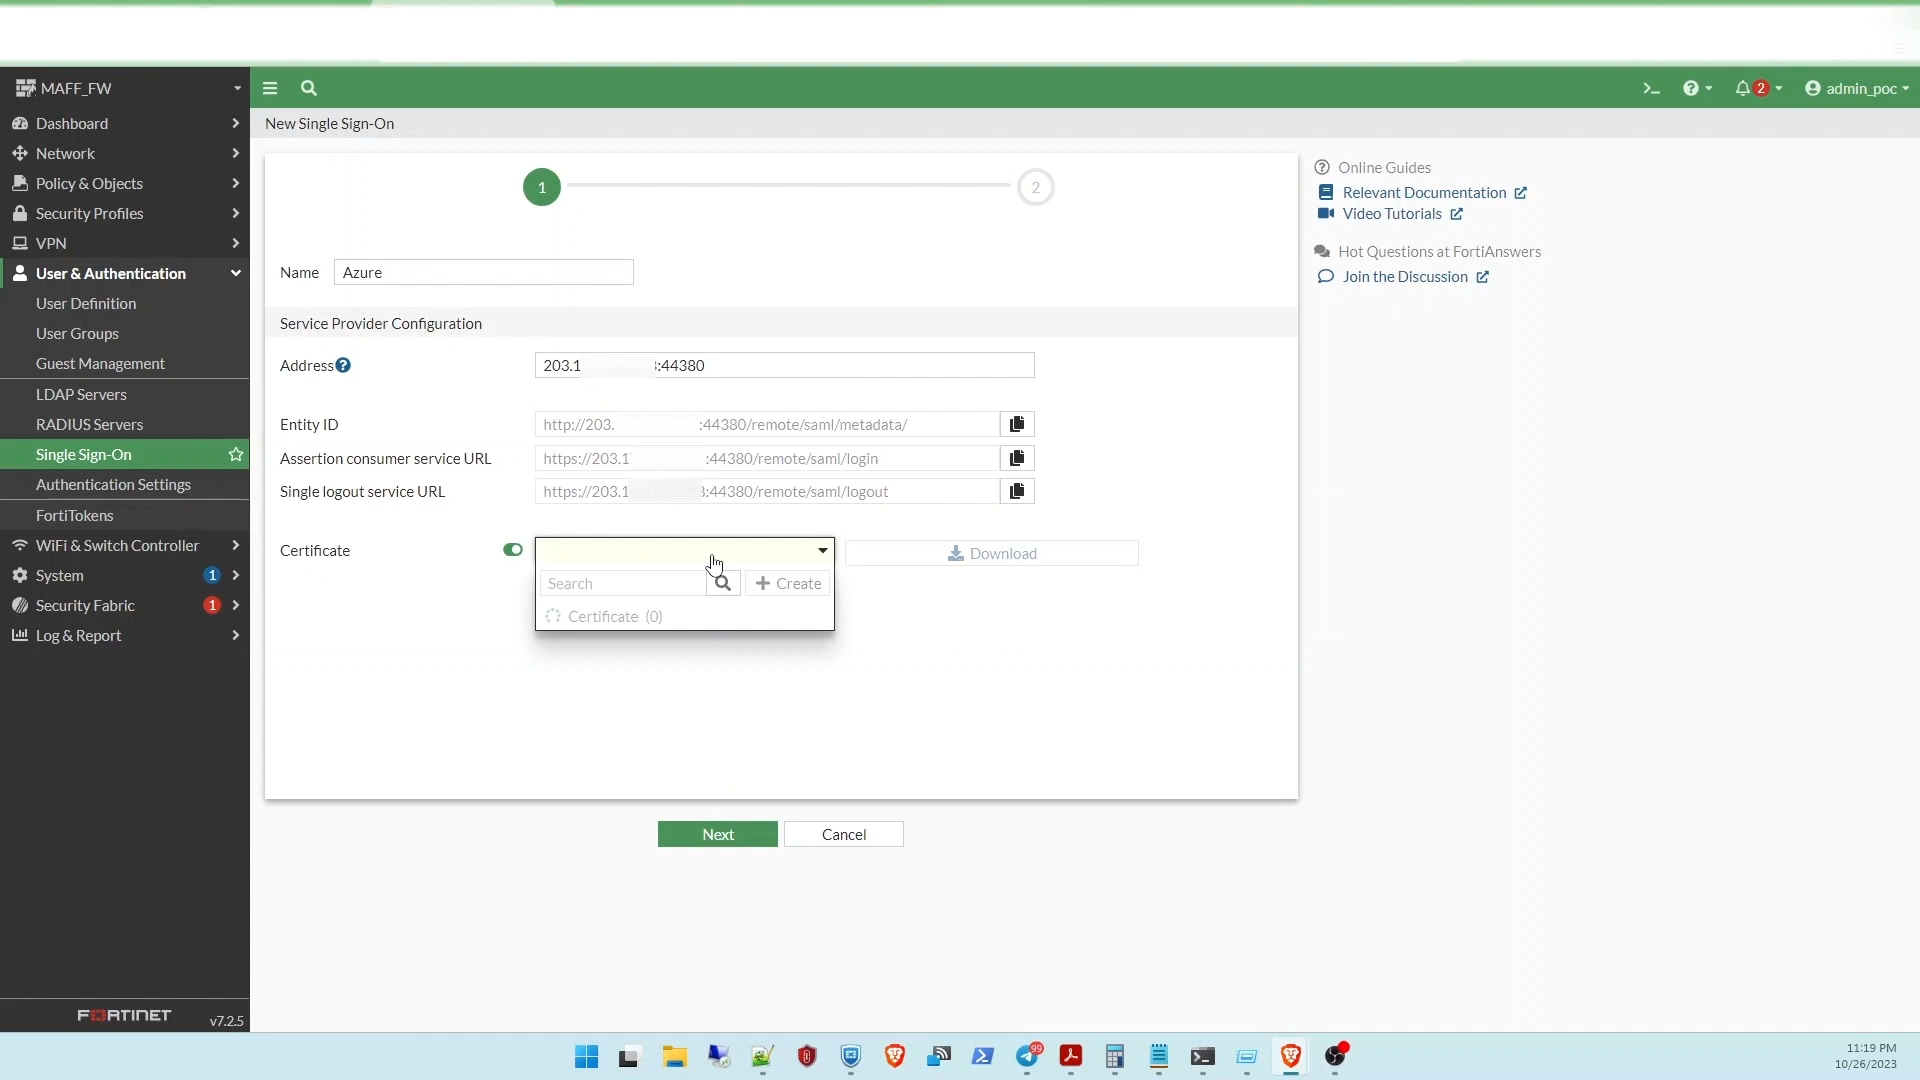 MAFF_FW
Dashboard
Network
Policy & Objects
Security Profiles
VPN
User & Authentication
User Definition
User Groups
Guest Management
LDAP Servers
RADIUS Servers
Single Sign-On
Authentication Settings
FortiTokens
WiFi & Switch Controller
System 1
Security Fabric 1
Log & Report
FORTINET v7.2.5
2 admin_poc
New Single Sign-On
1 2
Name Azure
Service Provider Configuration
Address 203.1 :44380
Entity ID http://203. :44380/remote/saml/metadata/
Assertion consumer service URL https://203.1 :44380/remote/saml/login
Single logout service URL https://203.1 :44380/remote/saml/logout
Certificate Download
Search Create
Certificate (0)
Next Cancel
Online Guides
Relevant Documentation
Video Tutorials
Hot Questions at FortiAnswers
Join the Discussion
99
11:19 PM
10/26/2023